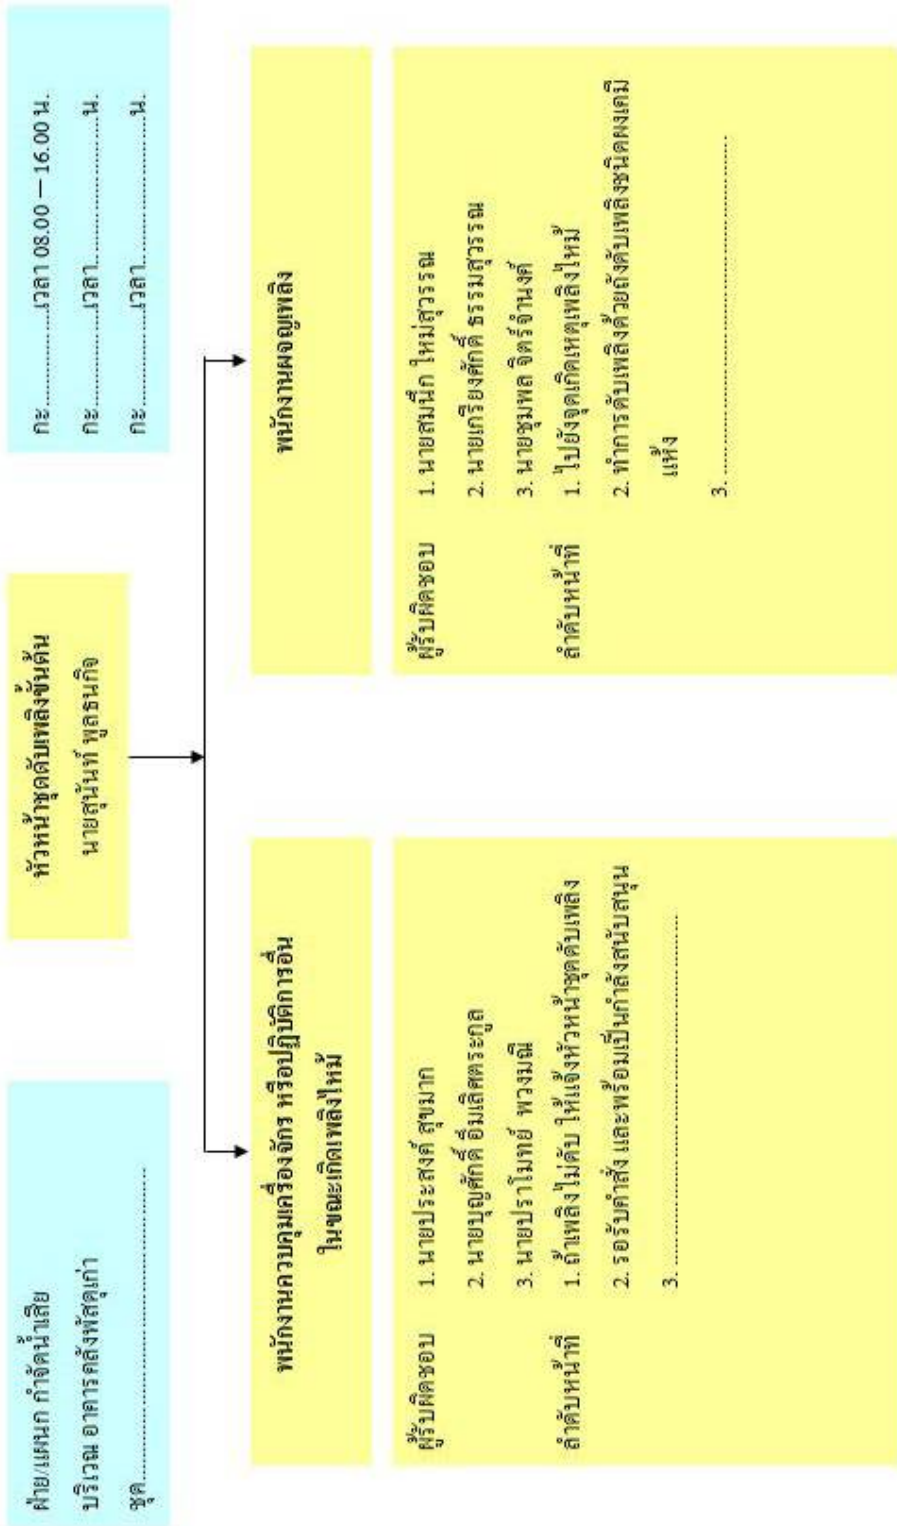 ฝ่าย/แผนก กำจัดน้ำเสีย
บริเวณ อาคารคลังพัสดุเก่า
ชุด..........................................................
หัวหน้าชุดดับเพลิงขั้นต้น
นายสุนันท์ พูลธนกิจ
กะ................เวลา 08.00 – 16.00 น.
กะ................เวลา..............................น.
กะ................เวลา..............................น.
พนักงานควบคุมเครื่องจักร หรือปฏิบัติการอื่น
ในขณะเกิดเพลิงไหม้
ผู้รับผิดชอบ 1. นายประสงค์ สุขมาก
2. นายบุญศักดิ์ อิ่มเลิศตระกูล
3. นายปราโมทย์ พวงมณี
ลำดับหน้าที่ 1. ถ้าเพลิงไม่ดับ ให้แจ้งหัวหน้าชุดดับเพลิง
2. รอรับคำสั่ง และพร้อมเป็นกำลังสนับสนุน
3. ......................................................................
พนักงานผจญเพลิง
ผู้รับผิดชอบ 1. นายสมนึก ใหม่สุวรรณ
2. นายเกรียงศักดิ์ ธรรมสุวรรณ
3. นายชุมพล จิตร์จำนงค์
ลำดับหน้าที่ 1. ไปยังจุดเกิดเหตุเพลิงไหม้
2. ทำการดับเพลิงด้วยถังดับเพลิงชนิดผงเคมี
แห้ง
3. ......................................................................